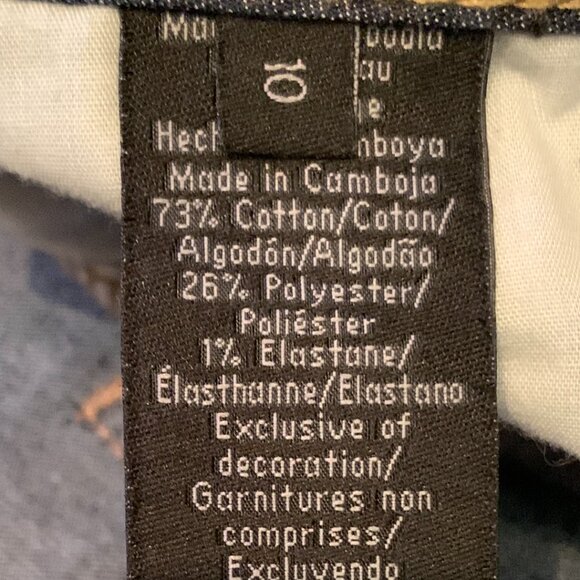 10
Made in Camboja
73% Cotton/Coton/
Algodón/Algodão
26% Polyester/
Poliéster
1% Elastane/
Élasthanne/Elastano
Exclusive of
decoration/
Garnitures non
comprises/
Excluyendo